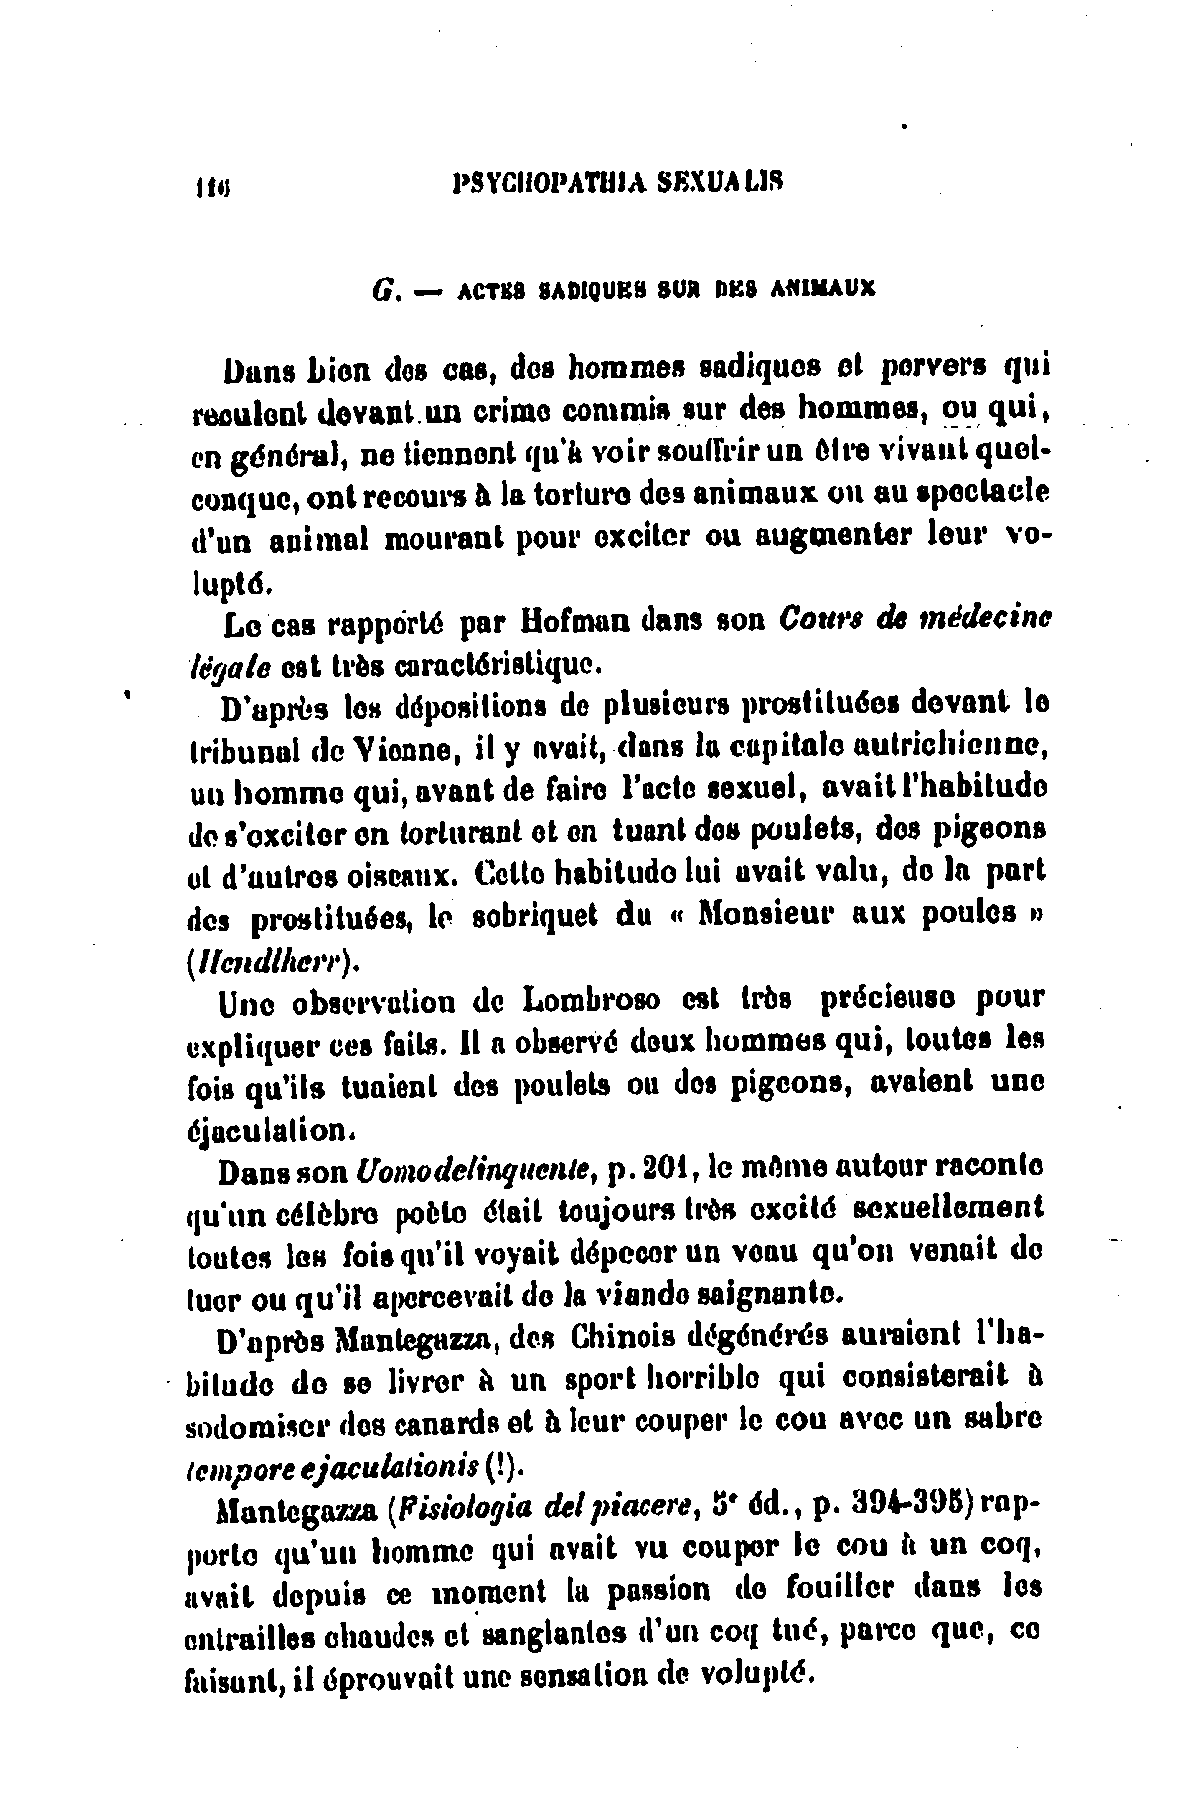 116 PSYCHOPATHIA SEXUALIS
G. — ACTES SADIQUES SUR DES ANIMAUX
Dans bien des cas, des hommes sadiques et pervers qui
reculent devant un crime commis sur des hommes, ou qui,
en général, ne tiennent qu'à voir souffrir un être vivant quel-
conque, ont recours à la torture des animaux ou au spectacle
d'un animal mourant pour exciter ou augmenter leur vo-
lupté.
Le cas rapporté par Hofman dans son Cours de médecine
légale est très caractéristique.
D'après les dépositions de plusieurs prostituées devant le
tribunal de Vienne, il y avait, dans la capitale autrichienne,
un homme qui, avant de faire l'acte sexuel, avait l'habitude
de s'exciter en torturant et en tuant des poulets, des pigeons
et d'autres oiseaux. Cette habitude lui avait valu, de la part
des prostituées, le sobriquet du « Monsieur aux poules »
(Hendlherr).
Une observation de Lombroso est très précieuse pour
expliquer ces faits. Il a observé deux hommes qui, toutes les
fois qu'ils tuaient des poulets ou des pigeons, avaient une
éjaculation.
Dans son Uomo delinquente, p. 201, le même auteur raconte
qu'un célèbre poète était toujours très excité sexuellement
toutes les fois qu'il voyait dépecer un veau qu'on venait de
tuer ou qu'il apercevait de la viande saignante.
D'après Mantegazza, des Chinois dégénérés auraient l'ha-
bitude de se livrer à un sport horrible qui consisterait à
sodomiser des canards et à leur couper le cou avec un sabre
tempore ejaculationis (!).
Mantegazza (Fisiologia del piacere, 5e éd., p. 394-395) rap-
porte qu'un homme qui avait vu couper le cou à un coq,
avait depuis ce moment la passion de fouiller dans les
entrailles chaudes et sanglantes d'un coq tué, parce que, ce
faisant, il éprouvait une sensation de volupté.